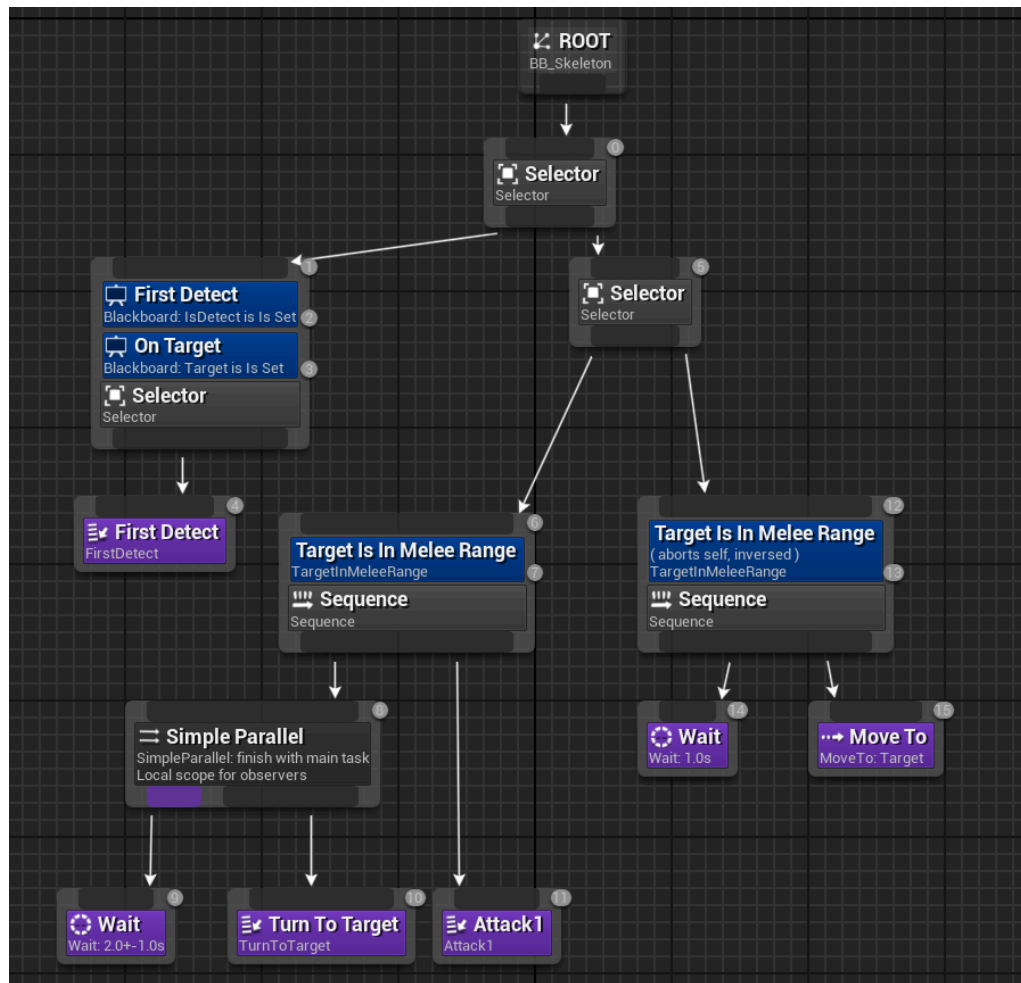 ROOT
BB_Skeleton
0
Selector
Selector
1
First Detect
Blackboard: IsDetect is Is Set
2
On Target
Blackboard: Target is Is Set
3
Selector
Selector
5
Selector
Selector
4
First Detect
FirstDetect
6
Target Is In Melee Range
TargetInMeleeRange
7
Sequence
Sequence
12
Target Is In Melee Range
( aborts self, inversed )
TargetInMeleeRange
13
Sequence
Sequence
8
Simple Parallel
SimpleParallel: finish with main task
Local scope for observers
14
Wait
Wait: 1.0s
15
Move To
MoveTo: Target
9
Wait
Wait: 2.0+-1.0s
10
Turn To Target
TurnToTarget
11
Attack1
Attack1